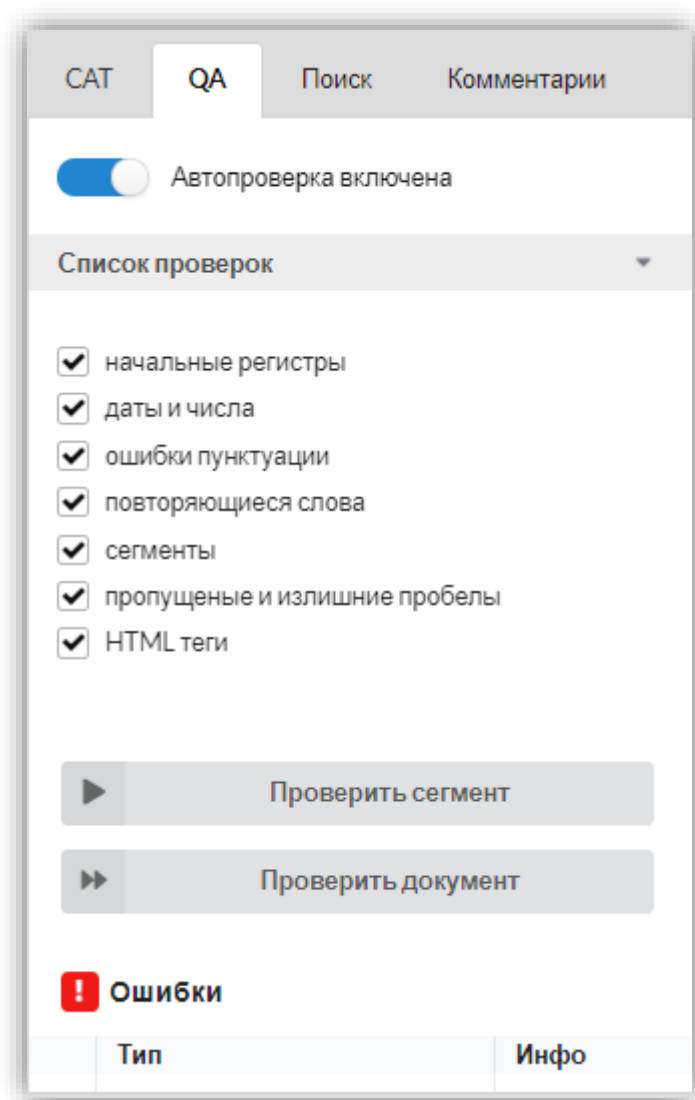 CAT QA Поиск Комментарии
Автопроверка включена
Список проверок
начальные регистры
даты и числа
ошибки пунктуации
повторяющиеся слова
сегменты
пропущеные и излишние пробелы
HTML теги
Проверить сегмент
Проверить документ
Ошибки
Тип Инфо